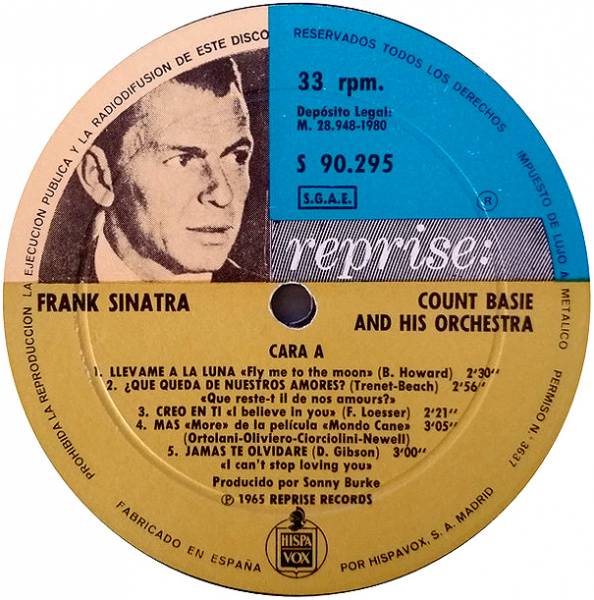 PROHIBIDA LA REPRODUCCION LA EJECUCION PUBLICA Y LA RADIODIFUSION DE ESTE DISCO
RESERVADOS TODOS LOS DERECHOS
IMPUESTO DE LUJO A METALICO PERMISO N.º 3637
33 rpm.
Depósito Legal:
M. 28.948-1980
S 90.295
S.G.A.E.
®
reprise:
FRANK SINATRA
COUNT BASIE
AND HIS ORCHESTRA
CARA A
1. LLEVAME A LA LUNA «Fly me to the moon» (B. Howard) 2'30''
2. ¿QUE QUEDA DE NUESTROS AMORES? (Trenet-Beach) 2'56''
«Que reste-t il de nos amours?»
3. CREO EN TI «I believe in you» (F. Loesser) 2'21''
4. MAS «More» de la película «Mondo Cane» 3'05''
(Ortolani-Oliviero-Ciorciolini-Newell)
5. JAMAS TE OLVIDARE (D. Gibson) 3'00''
«I can't stop loving you»
Producido por Sonny Burke
℗ 1965 REPRISE RECORDS
HISPA
VOX
FABRICADO EN ESPAÑA
POR HISPAVOX, S. A. MADRID